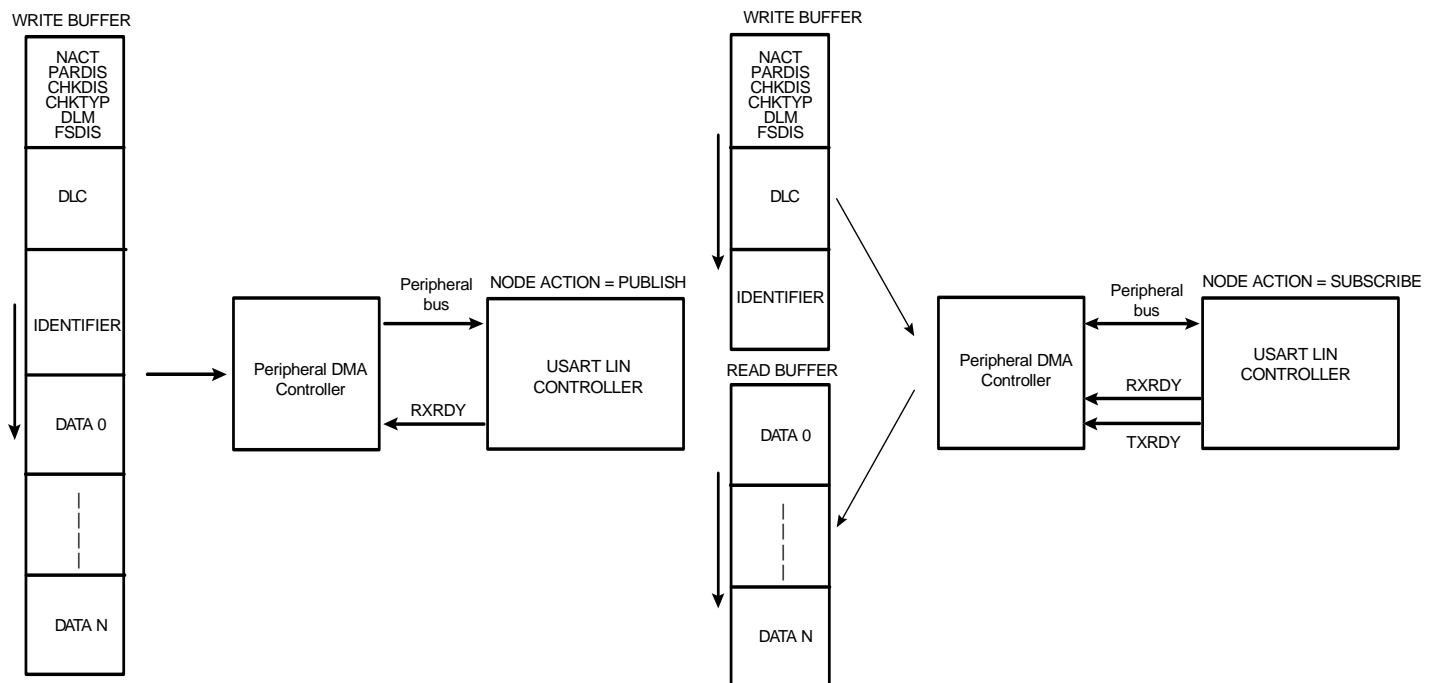 WRITE BUFFER
NACT
PARDIS
CHKDIS
CHKTYP
DLM
FSDIS
DLC
IDENTIFIER
DATA 0
DATA N
Peripheral DMA
Controller
Peripheral
bus
RXRDY
NODE ACTION = PUBLISH
USART LIN
CONTROLLER
WRITE BUFFER
NACT
PARDIS
CHKDIS
CHKTYP
DLM
FSDIS
DLC
IDENTIFIER
READ BUFFER
DATA 0
DATA N
Peripheral DMA
Controller
Peripheral
bus
RXRDY
TXRDY
NODE ACTION = SUBSCRIBE
USART LIN
CONTROLLER